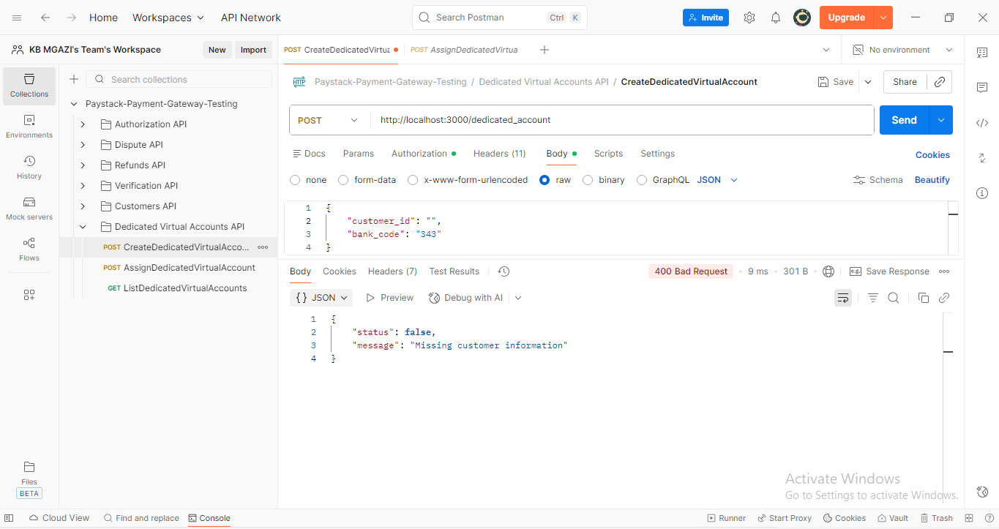 Home Workspaces API Network Search Postman Ctrl K Invite Upgrade
KB MGAZI's Team's Workspace New Import
POST CreateDedicatedVirtua POST AssignDedicatedVirtua No environment
Collections
Environments
History
Mock servers
Flows
Files
BETA
Search collections
Paystack-Payment-Gateway-Testing
Authorization API
Dispute API
Refunds API
Verification API
Customers API
Dedicated Virtual Accounts API
POST CreateDedicatedVirtualAcco...
POST AssignDedicatedVirtualAccount
GET ListDedicatedVirtualAccounts
HTTP Paystack-Payment-Gateway-Testing / Dedicated Virtual Accounts API / CreateDedicatedVirtualAccount Save Share
POST http://localhost:3000/dedicated_account Send
Docs Params Authorization Headers (11) Body Scripts Settings Cookies
none form-data x-www-form-urlencoded raw binary GraphQL JSON Schema Beautify
1 {
2 "customer_id": "",
3 "bank_code": "343"
4 }
Body Cookies Headers (7) Test Results 400 Bad Request • 9 ms • 301 B • e.g. Save Response
{} JSON Preview Debug with AI
1 {
2 "status": false,
3 "message": "Missing customer information"
4 }
Activate Windows
Go to Settings to activate Windows.
Cloud View Find and replace Console Runner Start Proxy Cookies Vault Trash